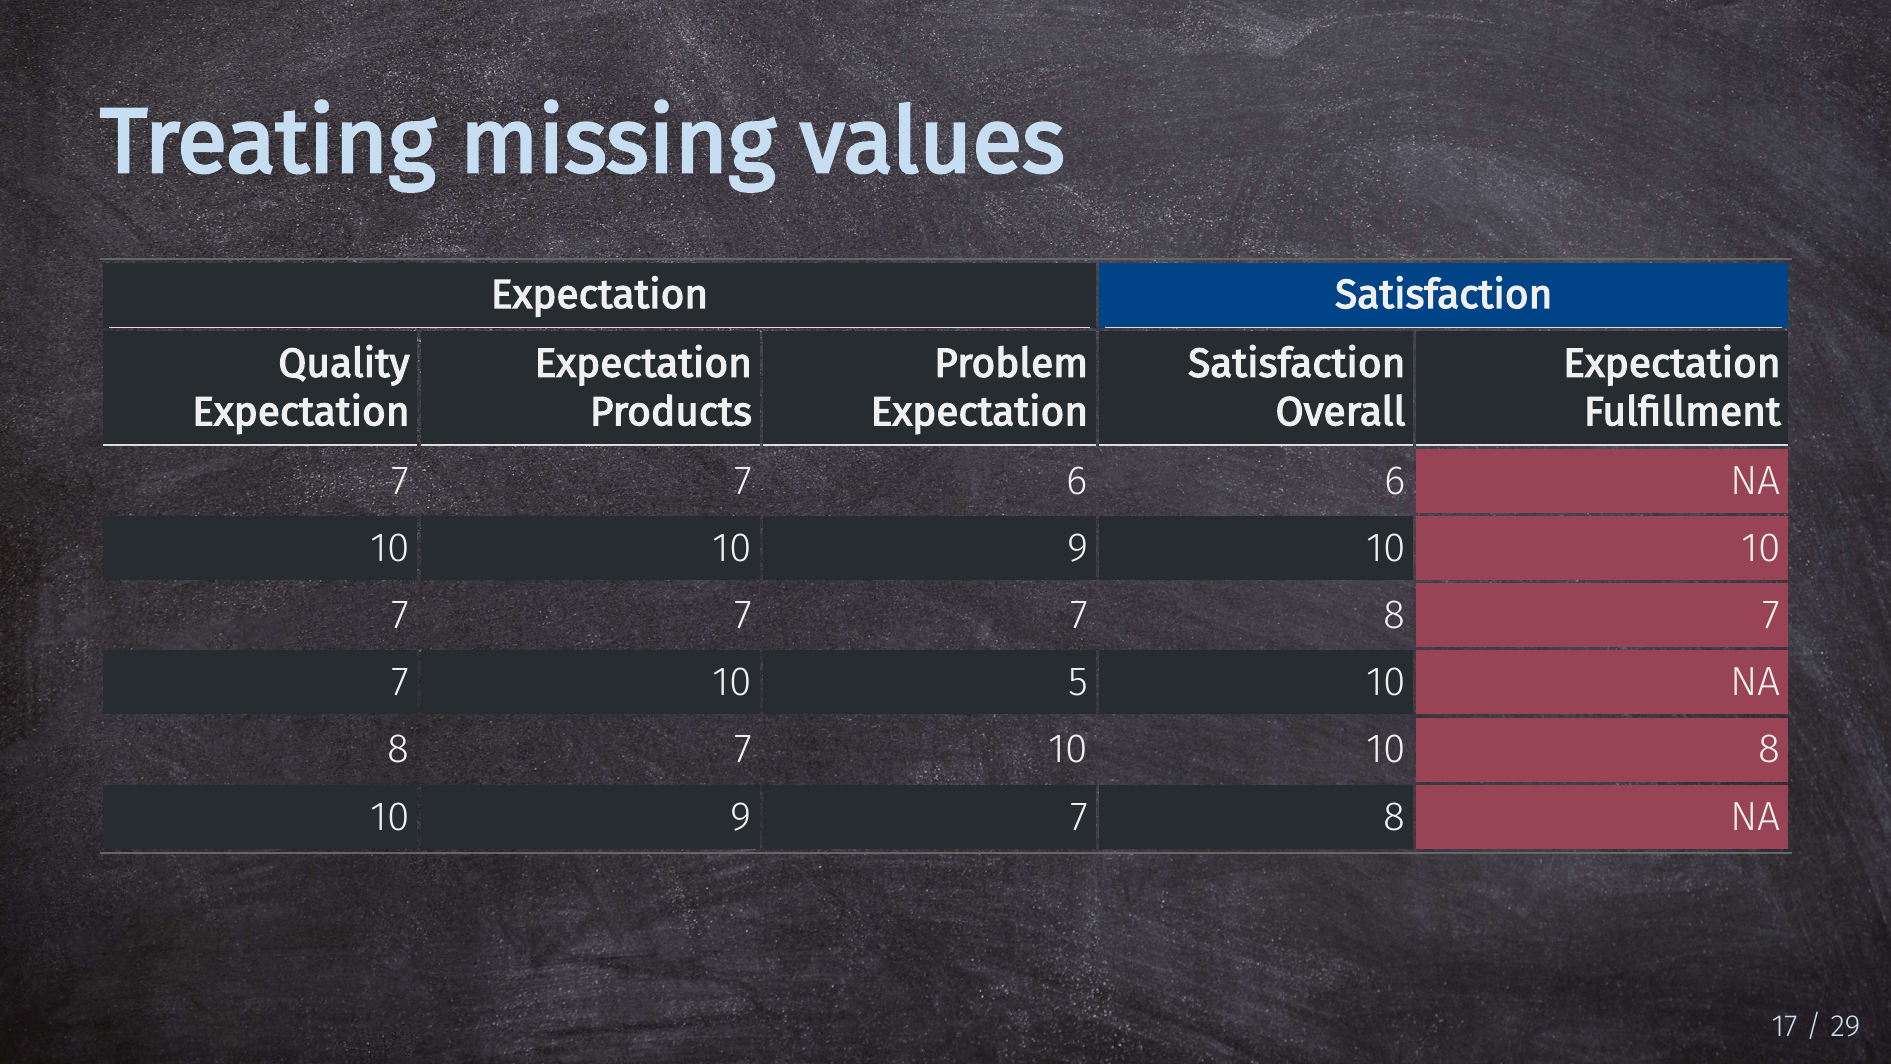 Treating missing values
Expectation Satisfaction
Quality Expectation Problem Satisfaction Expectation
Expectation Products Expectation Overall Fulfillment
7 7 6 6 NA
10 10 9 10 10
7 7 7 8 7
7 10 5 10 NA
8 7 10 10 8
10 9 7 8 NA
17 / 29